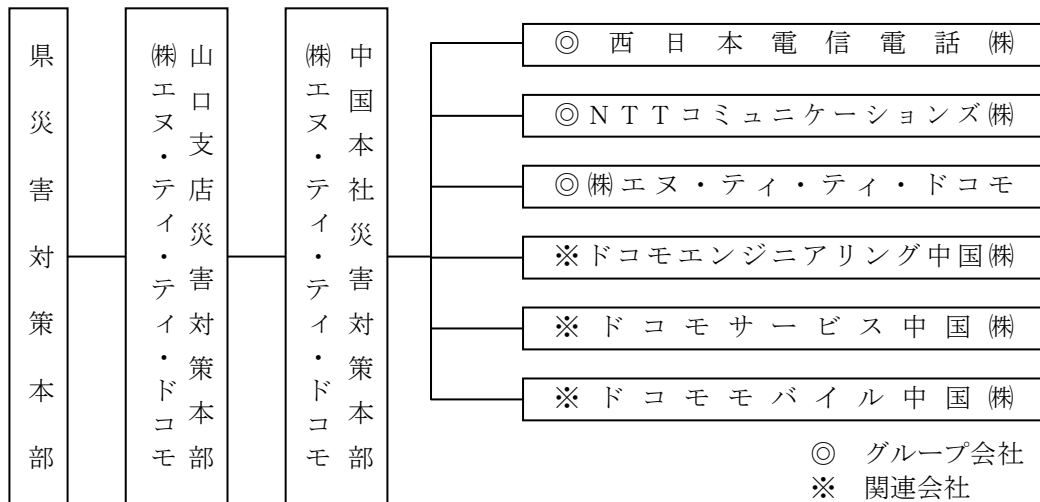 県災害対策本部
㈱エヌ・ティ・ティ・ドコモ
山口支店災害対策本部
㈱エヌ・ティ・ティ・ドコモ
中国本社災害対策本部
◎西日本電信電話㈱
◎NTTコミュニケーションズ㈱
◎㈱エヌ・ティ・ティ・ドコモ
※ドコモエンジニアリング中国㈱
※ドコモサービス中国㈱
※ドコモモバイル中国㈱
◎ グループ会社
※ 関連会社